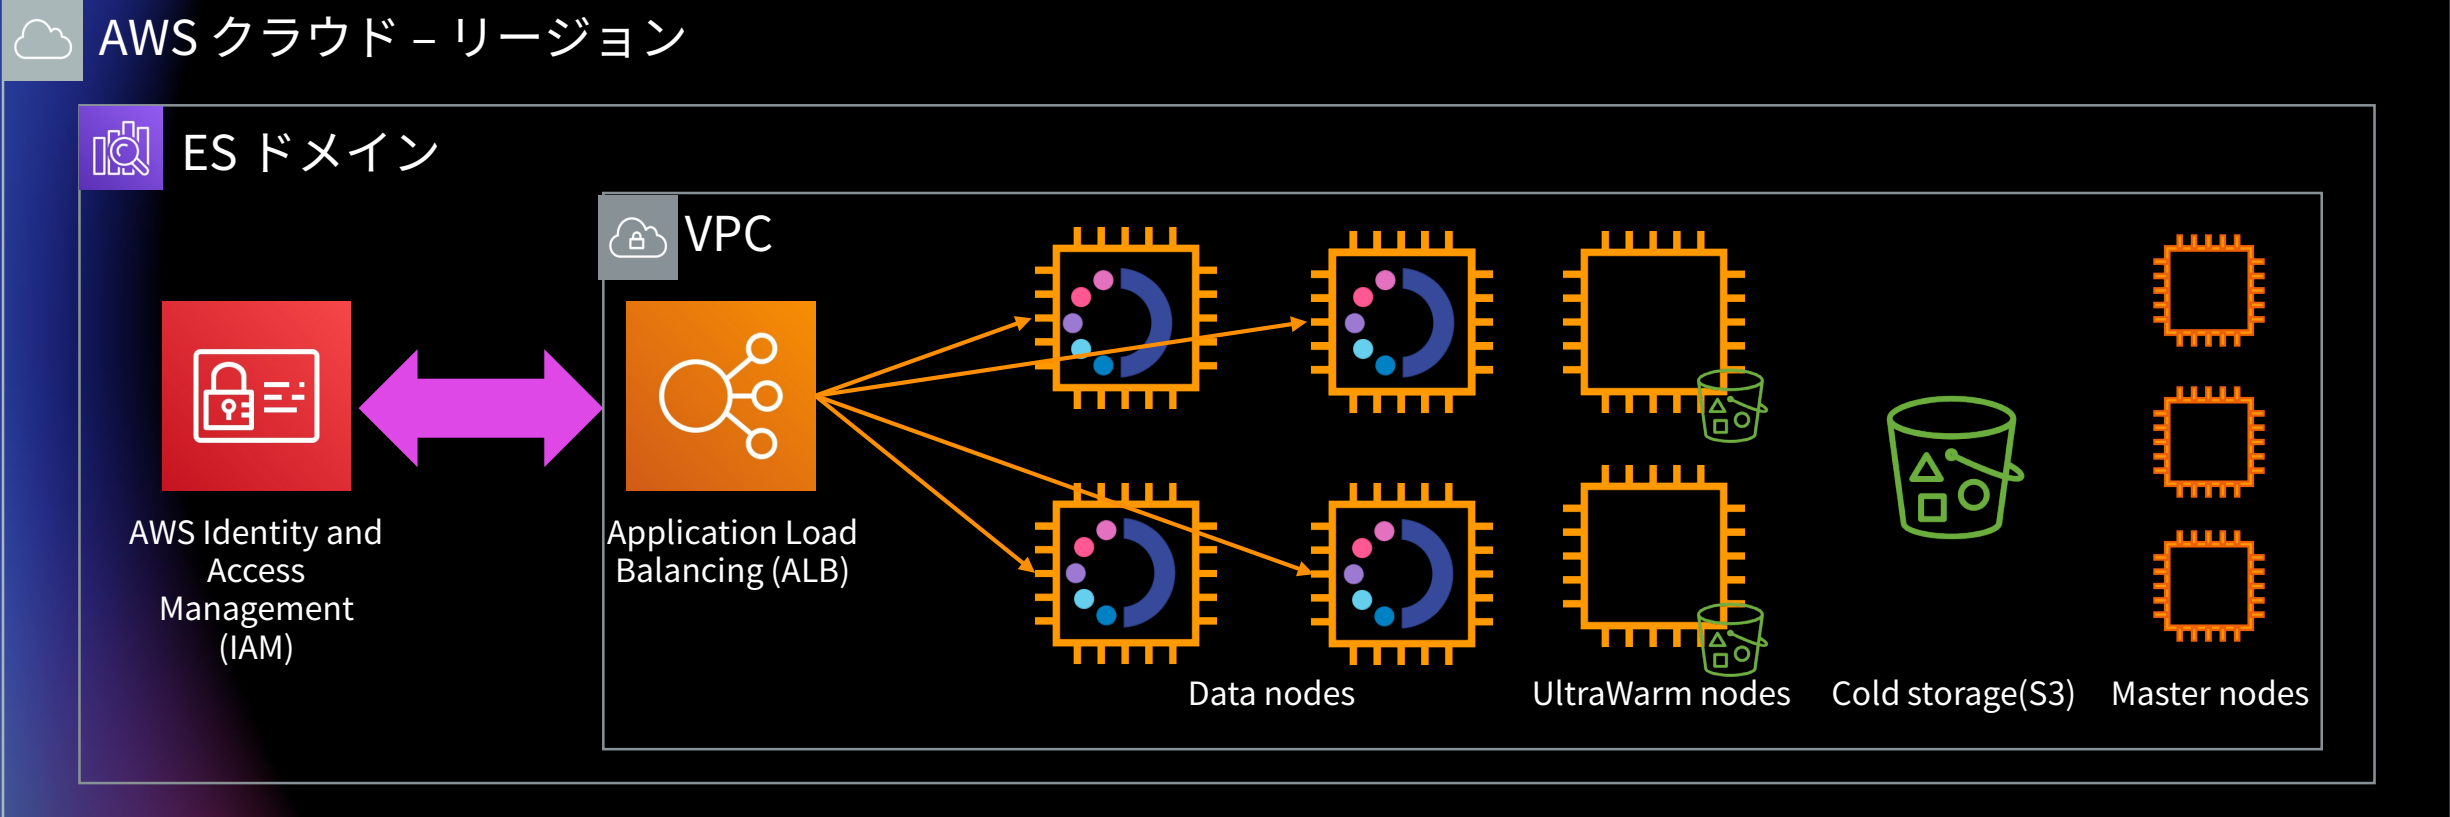 AWS クラウド – リージョン
ES ドメイン
VPC
AWS Identity and
Access
Management
(IAM)
Application Load
Balancing (ALB)
Data nodes
UltraWarm nodes
Cold storage(S3)
Master nodes